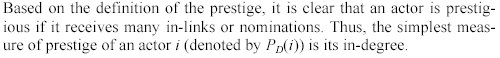 Based on the definition of the prestige, it is clear that an actor is prestig-
ious if it receives many in-links or nominations. Thus, the simplest meas-
ure of prestige of an actor i (denoted by P_D(i)) is its in-degree.